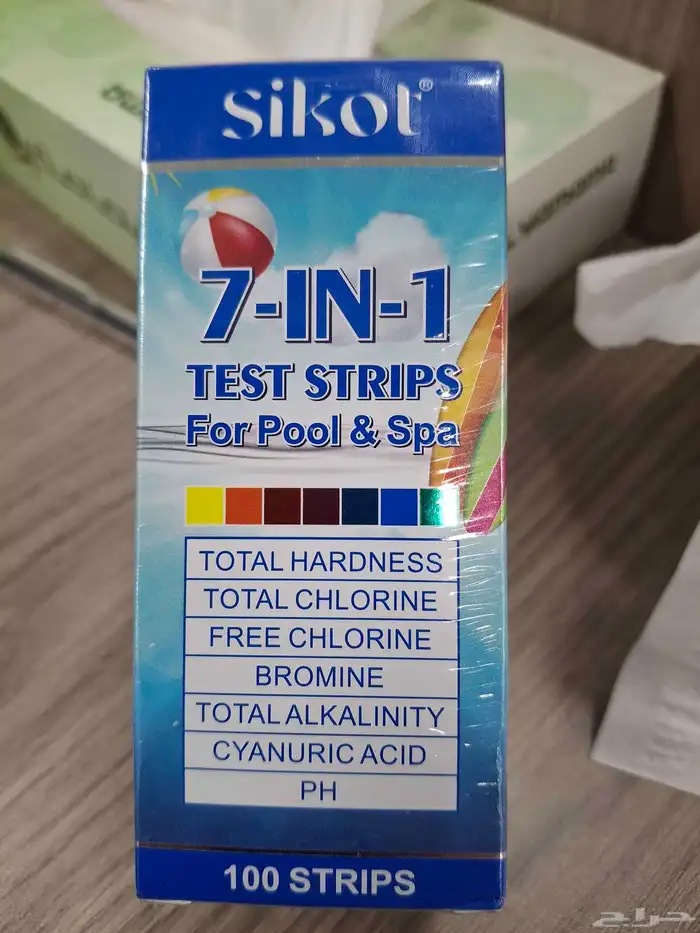 sikot®
7-IN-1
TEST STRIPS
For Pool & Spa
TOTAL HARDNESS
TOTAL CHLORINE
FREE CHLORINE
BROMINE
TOTAL ALKALINITY
CYANURIC ACID
PH
100 STRIPS
حراج